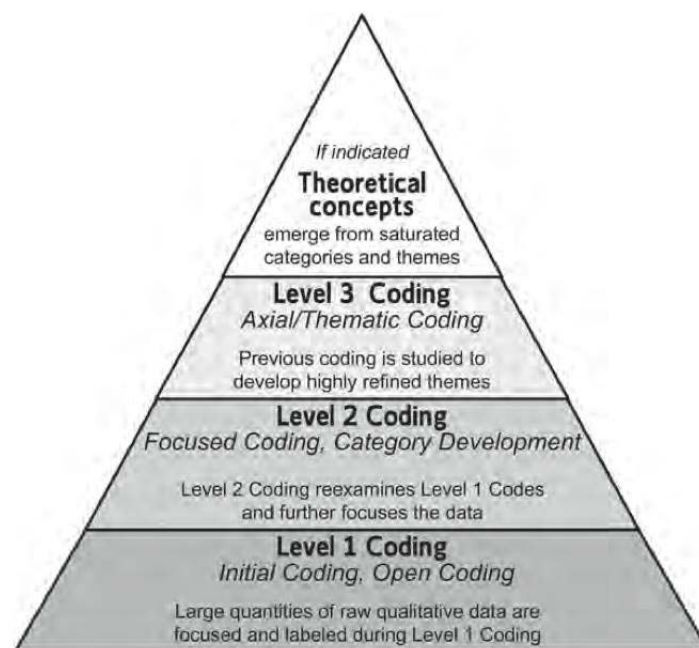 If indicated
Theoretical
concepts
emerge from saturated
categories and themes
Level 3 Coding
Axial/Thematic Coding
Previous coding is studied to
develop highly refined themes
Level 2 Coding
Focused Coding, Category Development
Level 2 Coding reexamines Level 1 Codes
and further focuses the data
Level 1 Coding
Initial Coding, Open Coding
Large quantities of raw qualitative data are
focused and labeled during Level 1 Coding